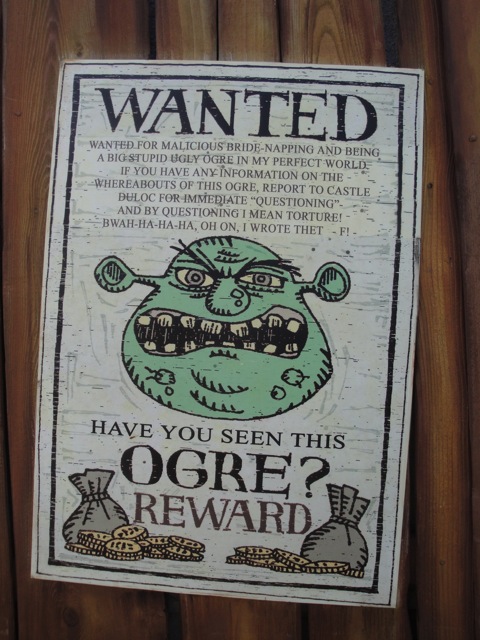 WANTED
WANTED FOR MALICIOUS BRIDE-NAPPING AND BEING
A BIG STUPID UGLY OGRE IN MY PERFECT WORLD.
IF YOU HAVE ANY INFORMATION ON THE
WHEREABOUTS OF THIS OGRE, REPORT TO CASTLE
DULOC FOR IMMEDIATE “QUESTIONING”.
AND BY QUESTIONING I MEAN TORTURE!
BWAH-HA-HA-HA, OH ON, I WROTE THET - F! -
HAVE YOU SEEN THIS
OGRE?
REWARD